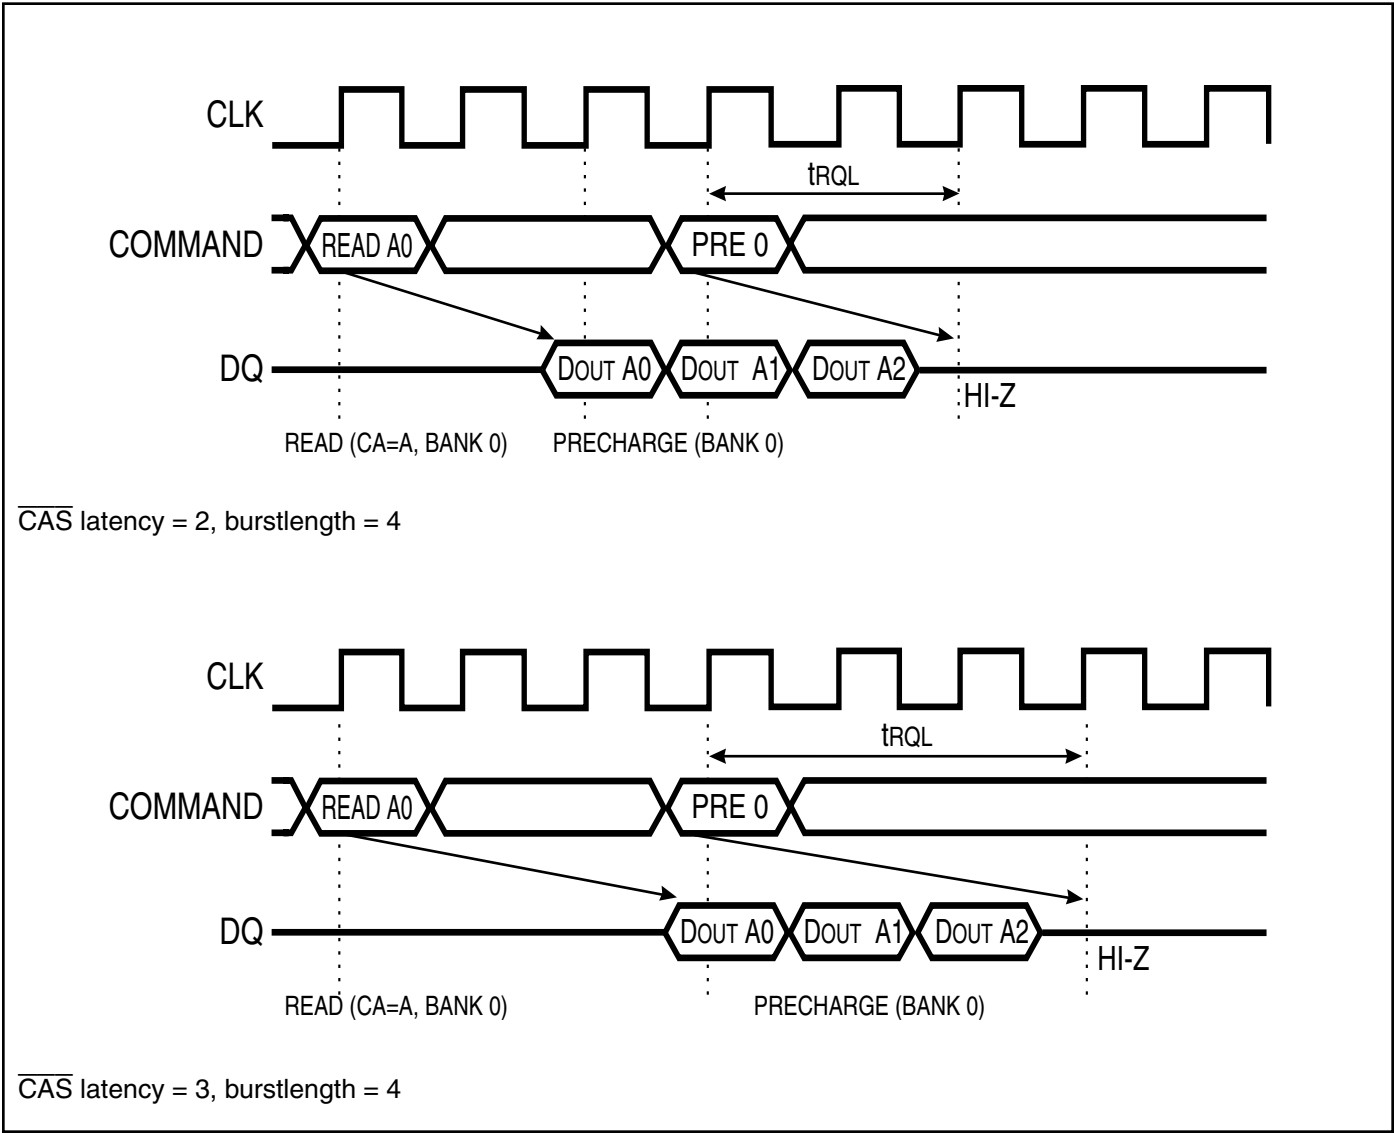 CLK
tRQL
COMMAND READ A0 PRE 0
DQ DOUT A0 DOUT A1 DOUT A2
HI-Z
READ (CA=A, BANK 0) PRECHARGE (BANK 0)
CAS latency = 2, burstlength = 4
CLK
tRQL
COMMAND READ A0 PRE 0
DQ DOUT A0 DOUT A1 DOUT A2
HI-Z
READ (CA=A, BANK 0) PRECHARGE (BANK 0)
CAS latency = 3, burstlength = 4